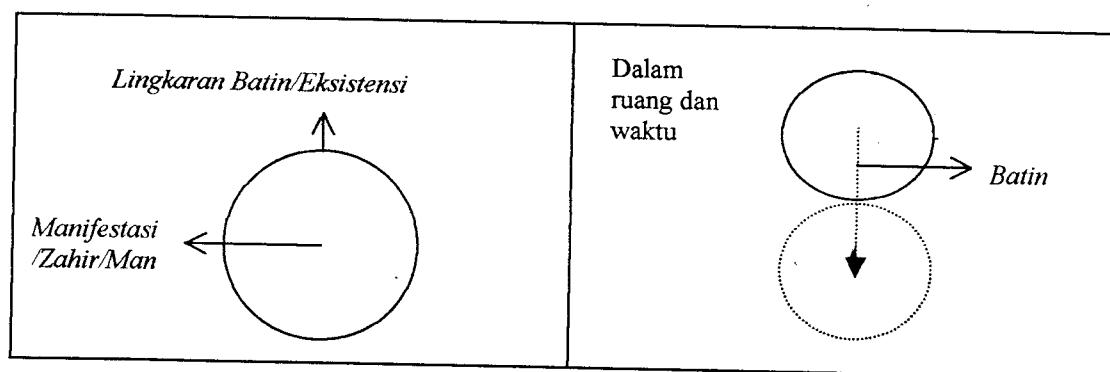 Lingkaran Batin/Eksistensi
Manifestasi
/Zahir/Man
Dalam
ruang dan
waktu
Batin